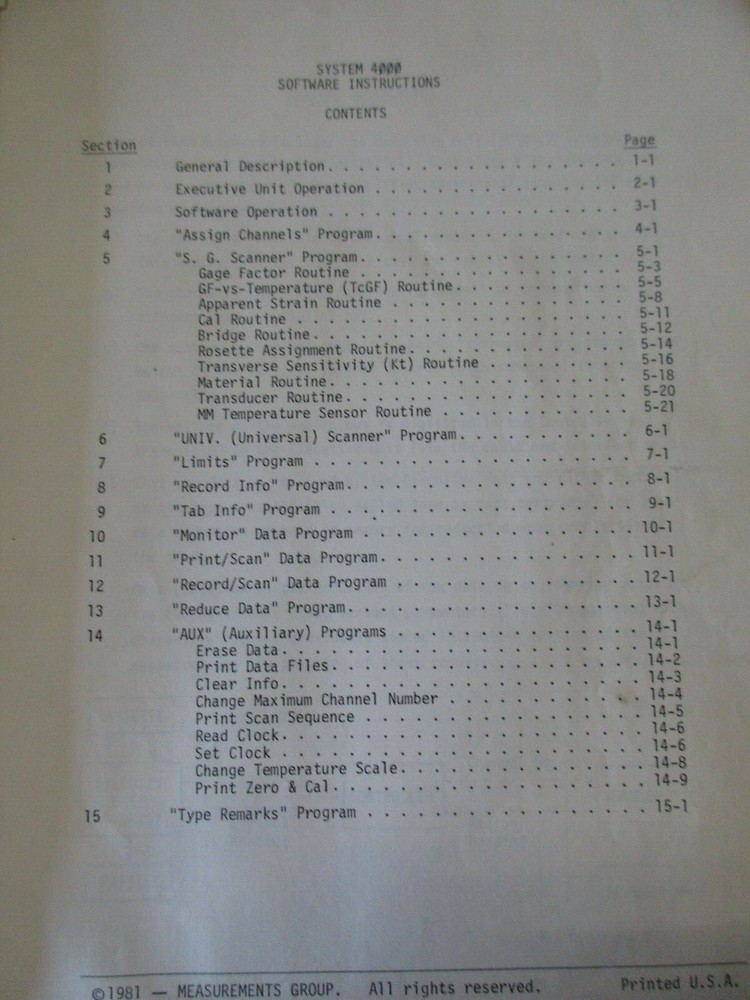 SYSTEM 4000
SOFTWARE INSTRUCTIONS
CONTENTS
Section Page
1 General Description. . . . . . . . . . . . . . . . 1-1
2 Executive Unit Operation . . . . . . . . . . . . . 2-1
3 Software Operation . . . . . . . . . . . . . . . . 3-1
4 "Assign Channels" Program. . . . . . . . . . . . . 4-1
5 "S. G. Scanner" Program. . . . . . . . . . . . . . 5-1
Gage Factor Routine . . . . . . . . . . . . . . 5-3
GF-vs-Temperature (TcGF) Routine. . . . . . . . 5-5
Apparent Strain Routine . . . . . . . . . . . . 5-8
Cal Routine . . . . . . . . . . . . . . . . . . 5-11
Bridge Routine. . . . . . . . . . . . . . . . . 5-12
Rosette Assignment Routine. . . . . . . . . . . 5-14
Transverse Sensitivity (Kt) Routine . . . . . . 5-16
Material Routine. . . . . . . . . . . . . . . . 5-18
Transducer Routine. . . . . . . . . . . . . . . 5-20
MM Temperature Sensor Routine . . . . . . . . . 5-21
6 "UNIV. (Universal) Scanner" Program. . . . . . . . 6-1
7 "Limits" Program . . . . . . . . . . . . . . . . . 7-1
8 "Record Info" Program. . . . . . . . . . . . . . . 8-1
9 "Tab Info" Program . . . . . . . . . . . . . . . . 9-1
10 "Monitor" Data Program . . . . . . . . . . . . . . 10-1
11 "Print/Scan" Data Program. . . . . . . . . . . . . 11-1
12 "Record/Scan" Data Program . . . . . . . . . . . . 12-1
13 "Reduce Data" Program. . . . . . . . . . . . . . . 13-1
14 "AUX" (Auxiliary) Programs . . . . . . . . . . . . 14-1
Erase Data. . . . . . . . . . . . . . . . . . . 14-1
Print Data Files. . . . . . . . . . . . . . . . 14-2
Clear Info. . . . . . . . . . . . . . . . . . . 14-3
Change Maximum Channel Number . . . . . . . . . 14-4
Print Scan Sequence . . . . . . . . . . . . . . 14-5
Read Clock. . . . . . . . . . . . . . . . . . . 14-6
Set Clock . . . . . . . . . . . . . . . . . . . 14-6
Change Temperature Scale. . . . . . . . . . . . 14-8
Print Zero & Cal. . . . . . . . . . . . . . . . 14-9
15 "Type Remarks" Program . . . . . . . . . . . . . . 15-1
©1981 — MEASUREMENTS GROUP. All rights reserved. Printed U.S.A.